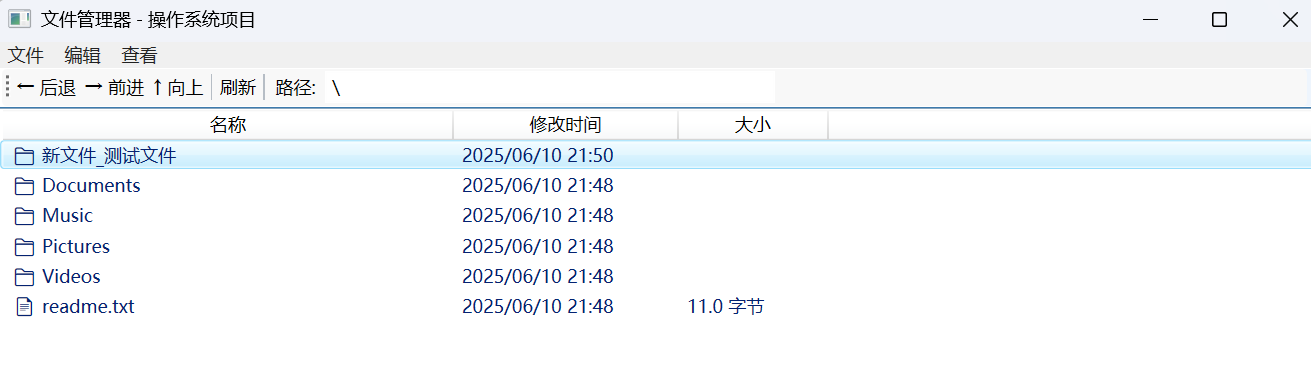 文件管理器 - 操作系统项目
文件 编辑 查看
← 后退 → 前进 ↑ 向上 刷新 路径: \
名称 修改时间 大小
新文件_测试文件 2025/06/10 21:50
Documents 2025/06/10 21:48
Music 2025/06/10 21:48
Pictures 2025/06/10 21:48
Videos 2025/06/10 21:48
readme.txt 2025/06/10 21:48 11.0 字节